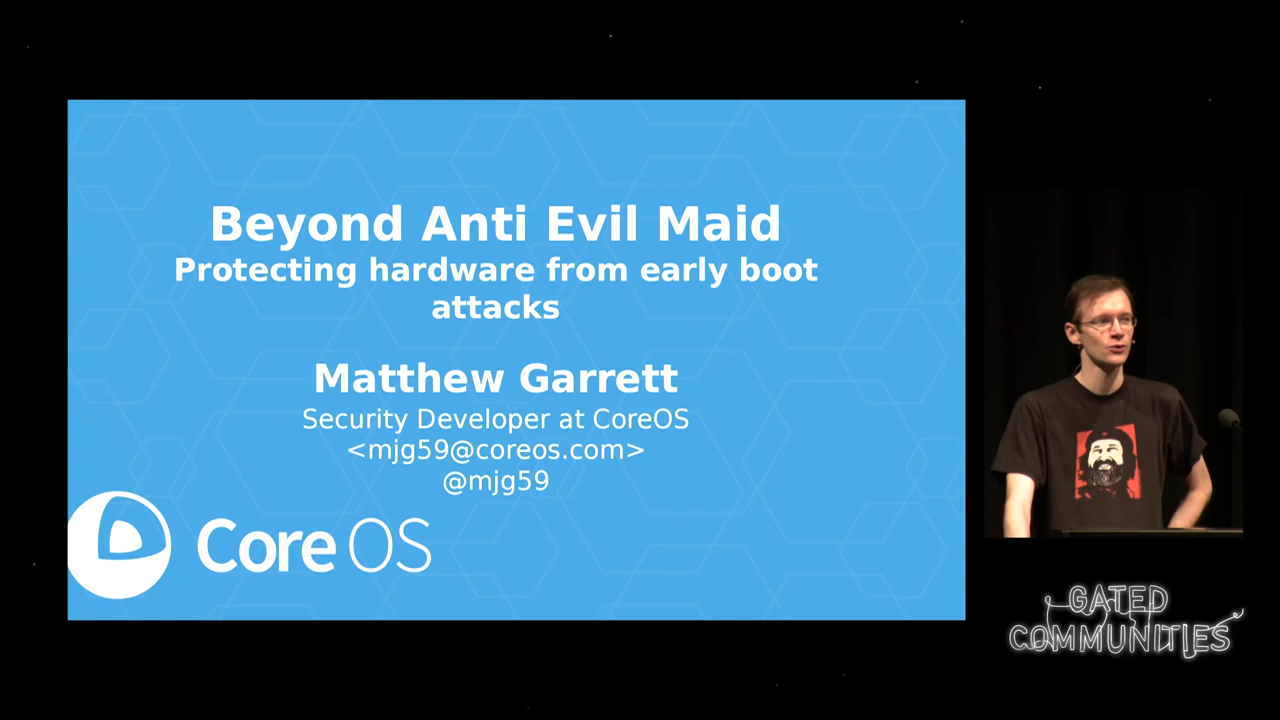 Beyond Anti Evil Maid
Protecting hardware from early boot
attacks
Matthew Garrett
Security Developer at CoreOS
<mjg59@coreos.com>
@mjg59
Core OS
GATED
COMMUNITIES